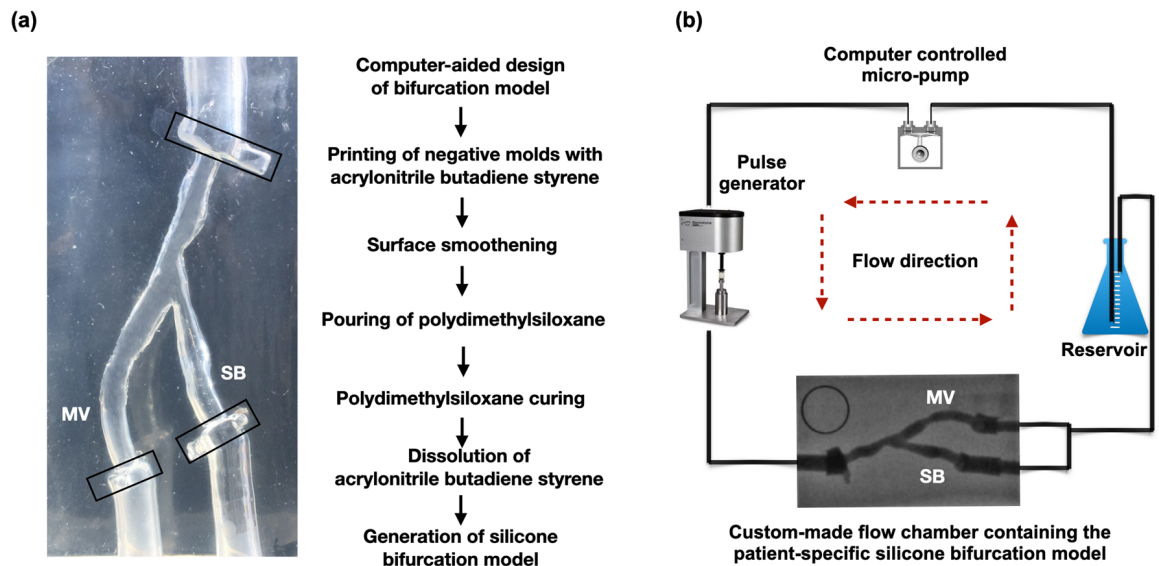 (a)
Computer-aided design
of bifurcation model
Printing of negative molds with
acrylonitrile butadiene styrene
Surface smoothening
Pouring of polydimethylsiloxane
Polydimethylsiloxane curing
Dissolution of
acrylonitrile butadiene styrene
Generation of silicone
bifurcation model
MV
SB
(b)
Computer controlled
micro-pump
Pulse
generator
Flow direction
Reservoir
MV
SB
Custom-made flow chamber containing the
patient-specific silicone bifurcation model